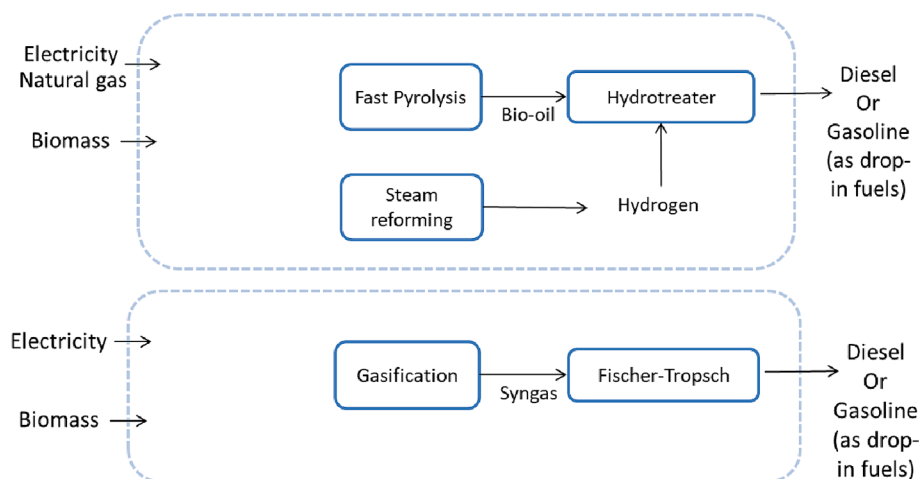 Electricity
Natural gas
Biomass
Fast Pyrolysis
Bio-oil
Hydrotreater
Steam
reforming
Hydrogen
Diesel
Or
Gasoline
(as drop-
in fuels)
Electricity
Biomass
Gasification
Syngas
Fischer-Tropsch
Diesel
Or
Gasoline
(as drop-
in fuels)